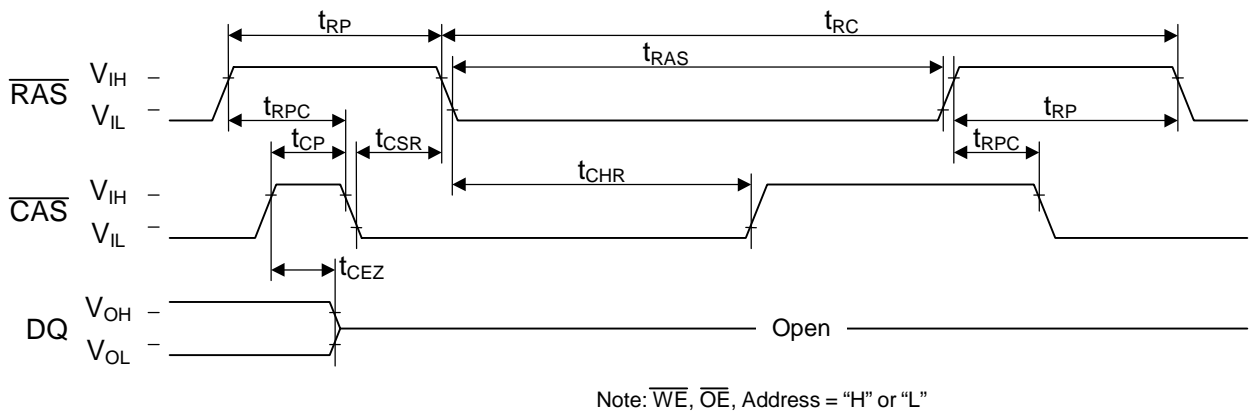 tRP tRC
RAS VIH tRAS
VIL tRPC tRP
tCP tCSR tRPC
CAS VIH tCHR
VIL
tCEZ
DQ VOH Open
VOL
Note: WE, OE, Address = “H” or “L”